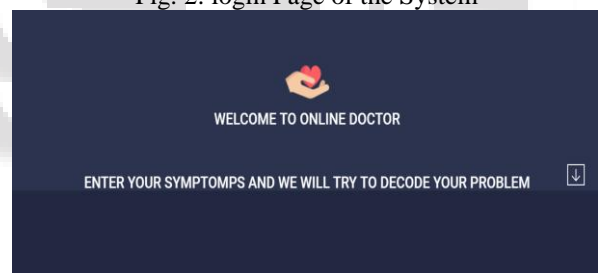 Fig. 2: login Page of the System
WELCOME TO ONLINE DOCTOR
ENTER YOUR SYMPTOMPS AND WE WILL TRY TO DECODE YOUR PROBLEM